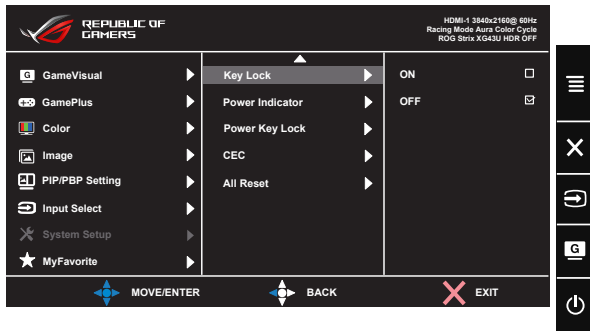 REPUBLIC OF
GAMERS
HDMI-1 3840x2160@ 60Hz
Racing Mode Aura Color Cycle
ROG Strix XG43U HDR OFF
G GameVisual
GamePlus
Color
Image
PIP/PBP Setting
Input Select
System Setup
MyFavorite
Key Lock
Power Indicator
Power Key Lock
CEC
All Reset
ON
OFF
MOVE/ENTER
BACK
EXIT
G